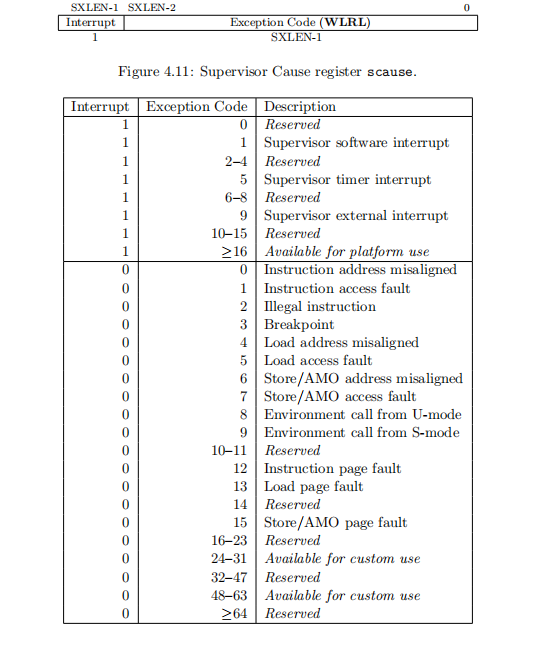 SXLEN-1 SXLEN-2 0
Interrupt Exception Code (WLRL)
1 SXLEN-1
Figure 4.11: Supervisor Cause register scause.
Interrupt Exception Code Description
1 0 Reserved
1 1 Supervisor software interrupt
1 2–4 Reserved
1 5 Supervisor timer interrupt
1 6–8 Reserved
1 9 Supervisor external interrupt
1 10–15 Reserved
1 ≥16 Available for platform use
0 0 Instruction address misaligned
0 1 Instruction access fault
0 2 Illegal instruction
0 3 Breakpoint
0 4 Load address misaligned
0 5 Load access fault
0 6 Store/AMO address misaligned
0 7 Store/AMO access fault
0 8 Environment call from U-mode
0 9 Environment call from S-mode
0 10–11 Reserved
0 12 Instruction page fault
0 13 Load page fault
0 14 Reserved
0 15 Store/AMO page fault
0 16–23 Reserved
0 24–31 Available for custom use
0 32–47 Reserved
0 48–63 Available for custom use
0 ≥64 Reserved